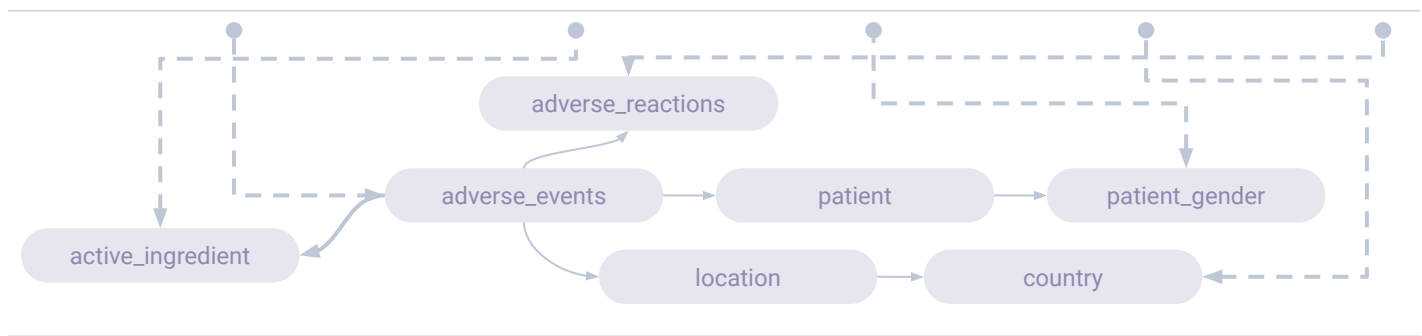 adverse_reactions
adverse_events
patient
patient_gender
active_ingredient
location
country